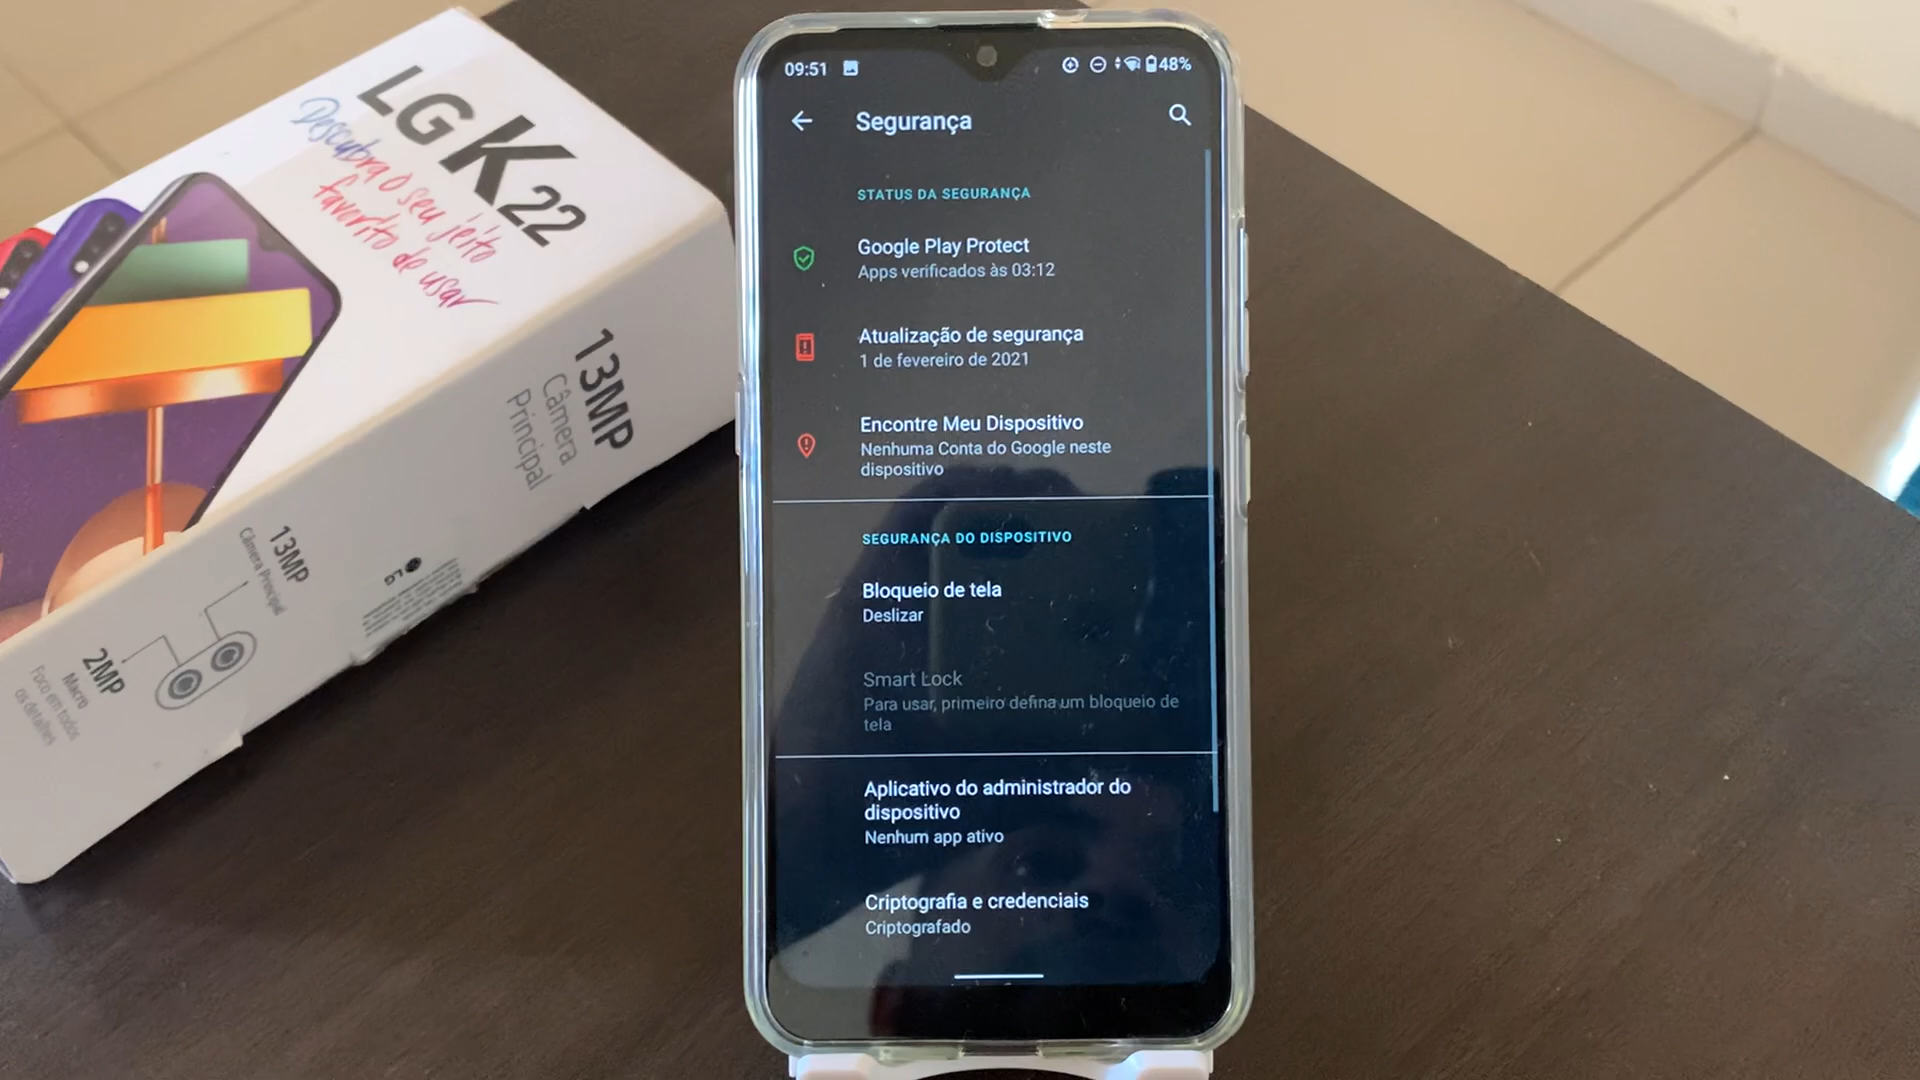 LG K22
Descubra o seu jeito
favorito de usar
13MP
Câmera
Principal
13MP
Câmera Principal
2MP
Macro
Foco em todos
os detalhes
09:51
48%
Segurança
STATUS DA SEGURANÇA
Google Play Protect
Apps verificados às 03:12
Atualização de segurança
1 de fevereiro de 2021
Encontre Meu Dispositivo
Nenhuma Conta do Google neste
dispositivo
SEGURANÇA DO DISPOSITIVO
Bloqueio de tela
Deslizar
Smart Lock
Para usar, primeiro defina um bloqueio de
tela
Aplicativo do administrador do
dispositivo
Nenhum app ativo
Criptografia e credenciais
Criptografado